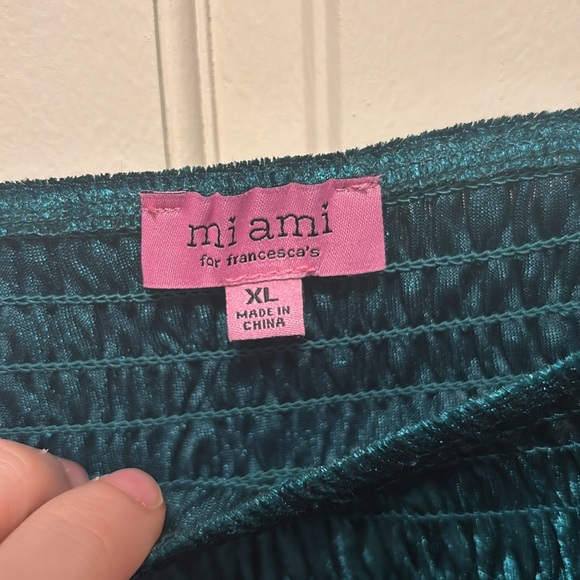 mi ami
for francesca's
XL
MADE IN
CHINA